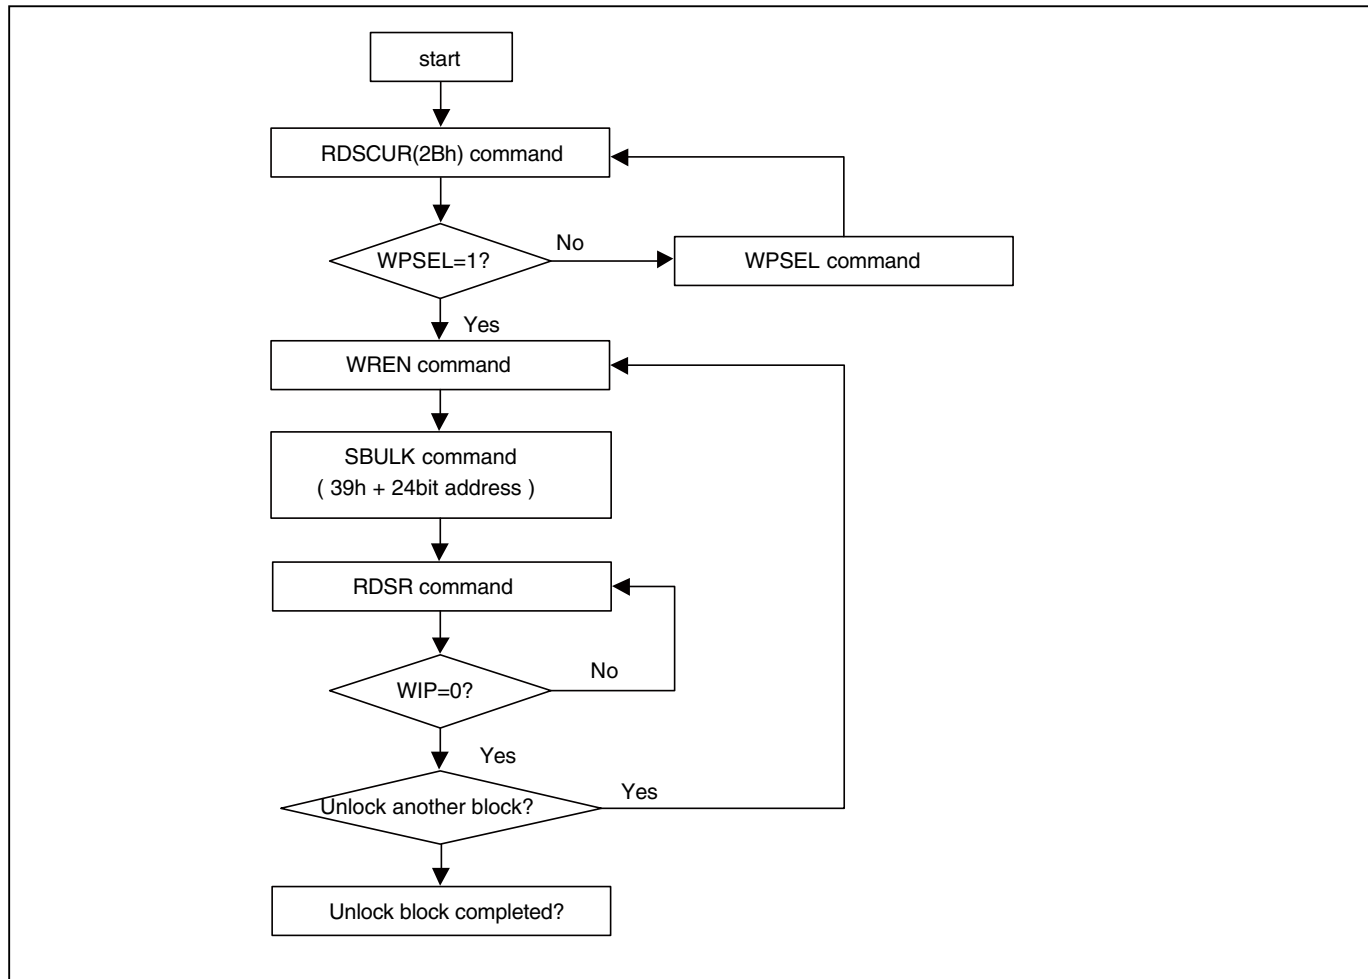 start
RDSCUR(2Bh) command
WPSEL=1?
No
WPSEL command
Yes
WREN command
SBULK command
( 39h + 24bit address )
RDSR command
WIP=0?
No
Yes
Unlock another block?
Yes
Unlock block completed?